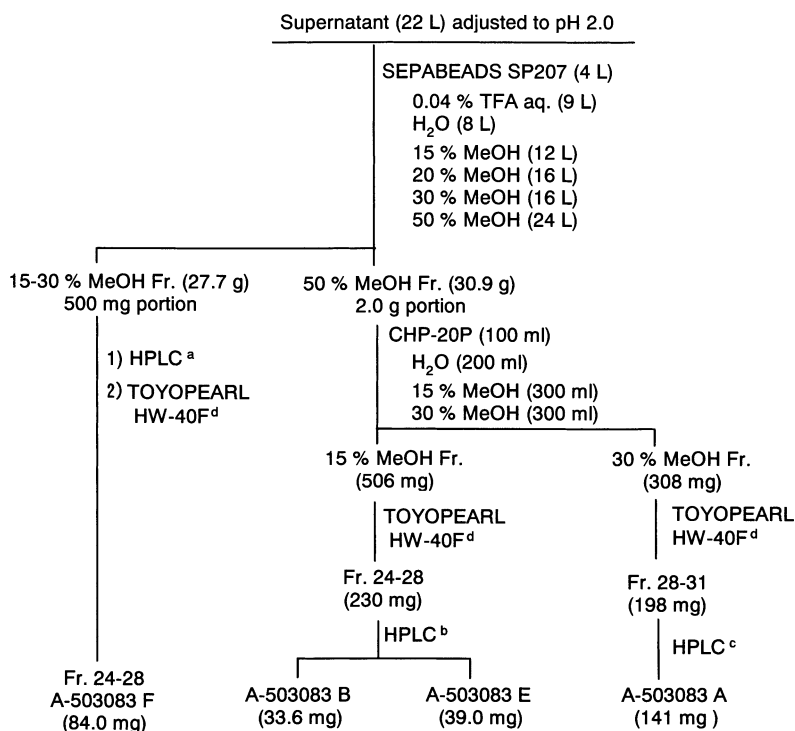 Supernatant (22 L) adjusted to pH 2.0
SEPABEADS SP207 (4 L)
0.04 % TFA aq. (9 L)
H2O (8 L)
15 % MeOH (12 L)
20 % MeOH (16 L)
30 % MeOH (16 L)
50 % MeOH (24 L)
15-30 % MeOH Fr. (27.7 g)
500 mg portion
1) HPLC a
2) TOYOPEARL
HW-40F d
50 % MeOH Fr. (30.9 g)
2.0 g portion
CHP-20P (100 ml)
H2O (200 ml)
15 % MeOH (300 ml)
30 % MeOH (300 ml)
15 % MeOH Fr.
(506 mg)
TOYOPEARL
HW-40F d
Fr. 24-28
(230 mg)
HPLC b
30 % MeOH Fr.
(308 mg)
TOYOPEARL
HW-40F d
Fr. 28-31
(198 mg)
HPLC c
Fr. 24-28
A-503083 F
(84.0 mg)
A-503083 B
(33.6 mg)
A-503083 E
(39.0 mg)
A-503083 A
(141 mg )